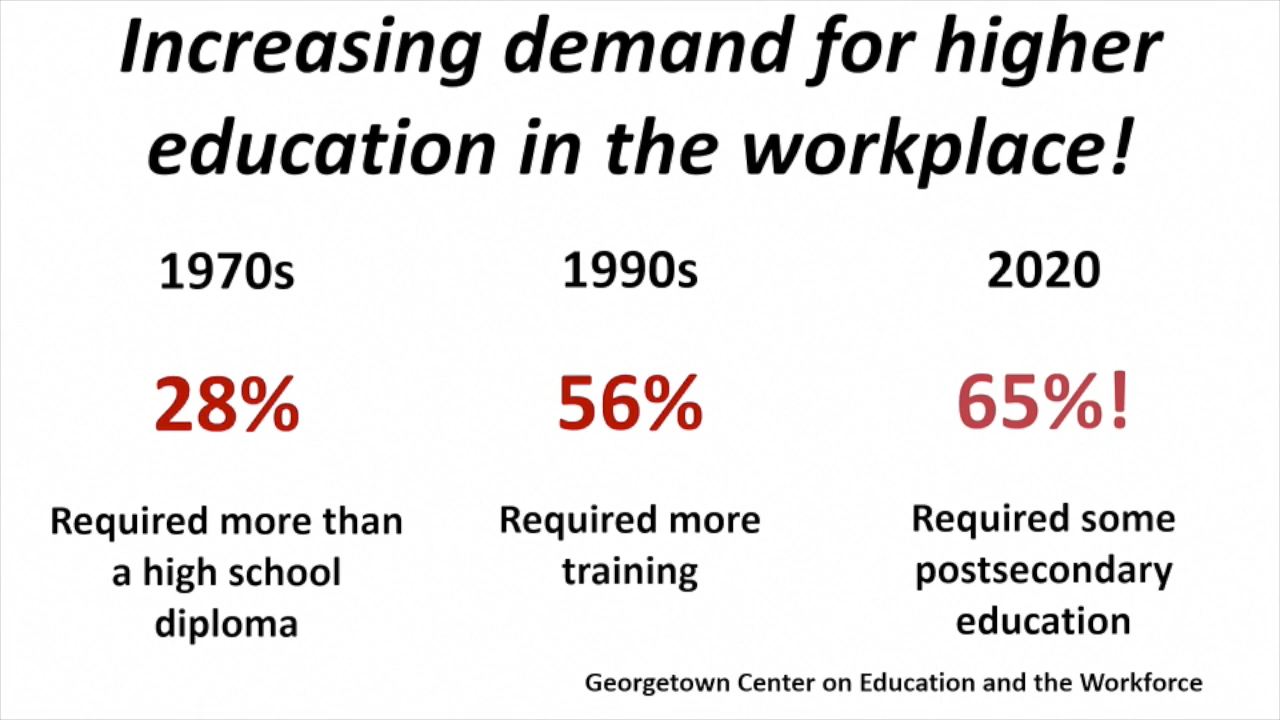 Increasing demand for higher
education in the workplace!
1970s
1990s
2020
28%
56%
65%!
Required more than
a high school
diploma
Required more
training
Required some
postsecondary
education
Georgetown Center on Education and the Workforce